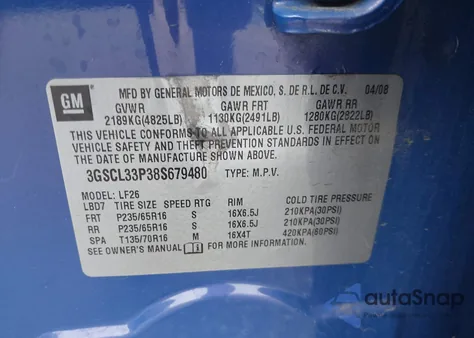 GM
MFD BY GENERAL MOTORS DE MEXICO, S. DE R.L. DE C.V. 04/08
GVWR GAWR FRT GAWR RR
2189KG(4825LB) 1130KG(2491LB) 1280KG(2822LB)
THIS VEHICLE CONFORMS TO ALL APPLICABLE U.S. FEDERAL MOTOR
VEHICLE SAFETY AND THEFT PREVENTION STANDARDS IN EFFECT ON
THE DATE OF MANUFACTURE SHOWN ABOVE.
3GSCL33P38S679480 TYPE: M.P.V.
MODEL: LF26
LBD7 TIRE SIZE SPEED RTG RIM COLD TIRE PRESSURE
FRT P235/65R16 S 16X6.5J 210KPA(30PSI)
RR P235/65R16 S 16X6.5J 210KPA(30PSI)
SPA T135/70R16 M 16X4T 420KPA(60PSI)
SEE OWNER'S MANUAL FOR MORE INFORMATION.
autoSnap